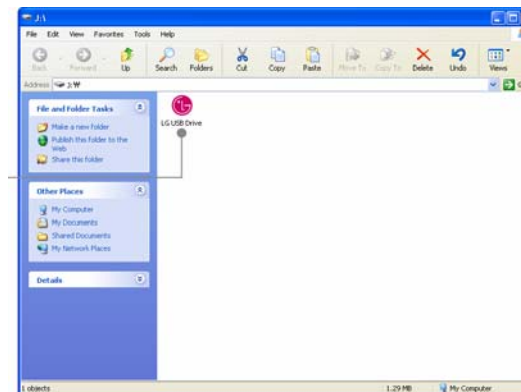 J:\
File Edit View Favorites Tools Help
Back Forward Up Search Folders Cut Copy Paste Move To Copy To Delete Undo Views
Address J:₩
File and Folder Tasks
Make a new folder
Publish this folder to the
Web
Share this folder
LG USB Drive
Other Places
My Computer
My Documents
Shared Documents
My Network Places
Details
1 objects 1.29 MB My Computer